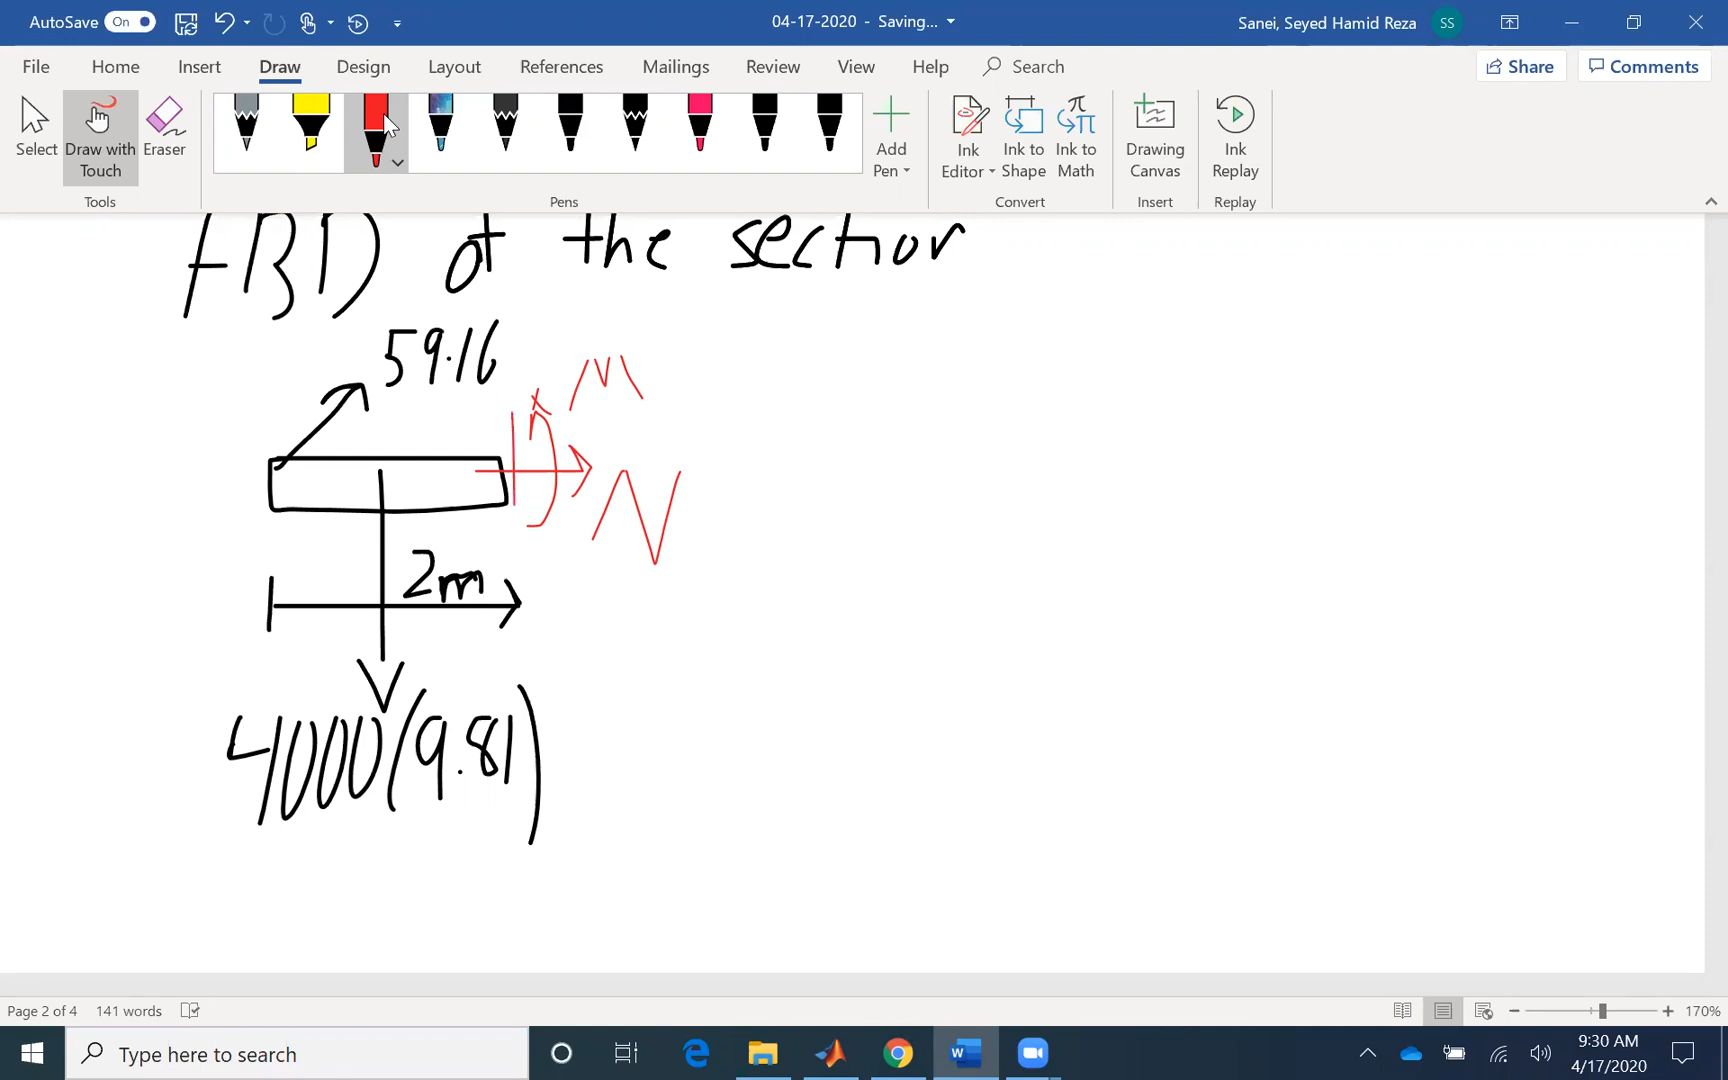 AutoSave On 04-17-2020 - Saving... Sanei, Seyed Hamid Reza SS
File Home Insert Draw Design Layout References Mailings Review View Help Search Share Comments
Select Draw with Touch Eraser Add Pen Ink Editor Ink to Shape Ink to Math Drawing Canvas Ink Replay
Tools Pens Convert Insert Replay
FBD of the section
59.16
M
N
2m
4000(9.81)
Page 2 of 4 141 words 170%
Type here to search 9:30 AM
4/17/2020